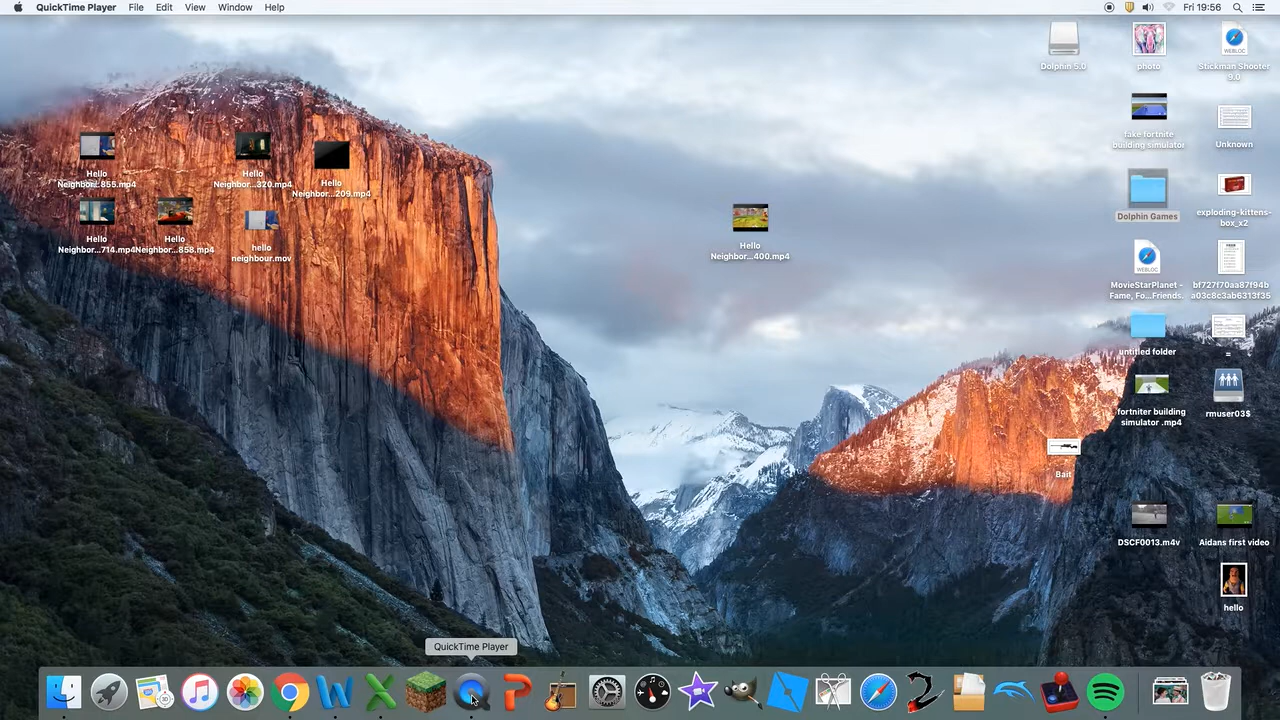 QuickTime Player File Edit View Window Help
Fri 19:56
Dolphin 5.0
photo
Stickman Shooter
9.0
WEBLOC
fake fortnite
building simulator
Unknown
Hello
Neighbor...855.mp4
Hello
Neighbor...320.mp4
Hello
Neighbor...209.mp4
Dolphin Games
exploding-kittens-
box_x2
Hello
Neighbor...714.mp4
Hello
Neighbor...858.mp4
hello
neighbour.mov
Hello
Neighbor...400.mp4
WEBLOC
MovieStarPlanet -
Fame, Fo...Friends.
bf727f70aa87f94b
a03c8c3ab6313f35
untitled folder
=
fortniter building
simulator .mp4
rmuser03$
Bait
DSCF0013.m4v
Aidans first video
hello
QuickTime Player